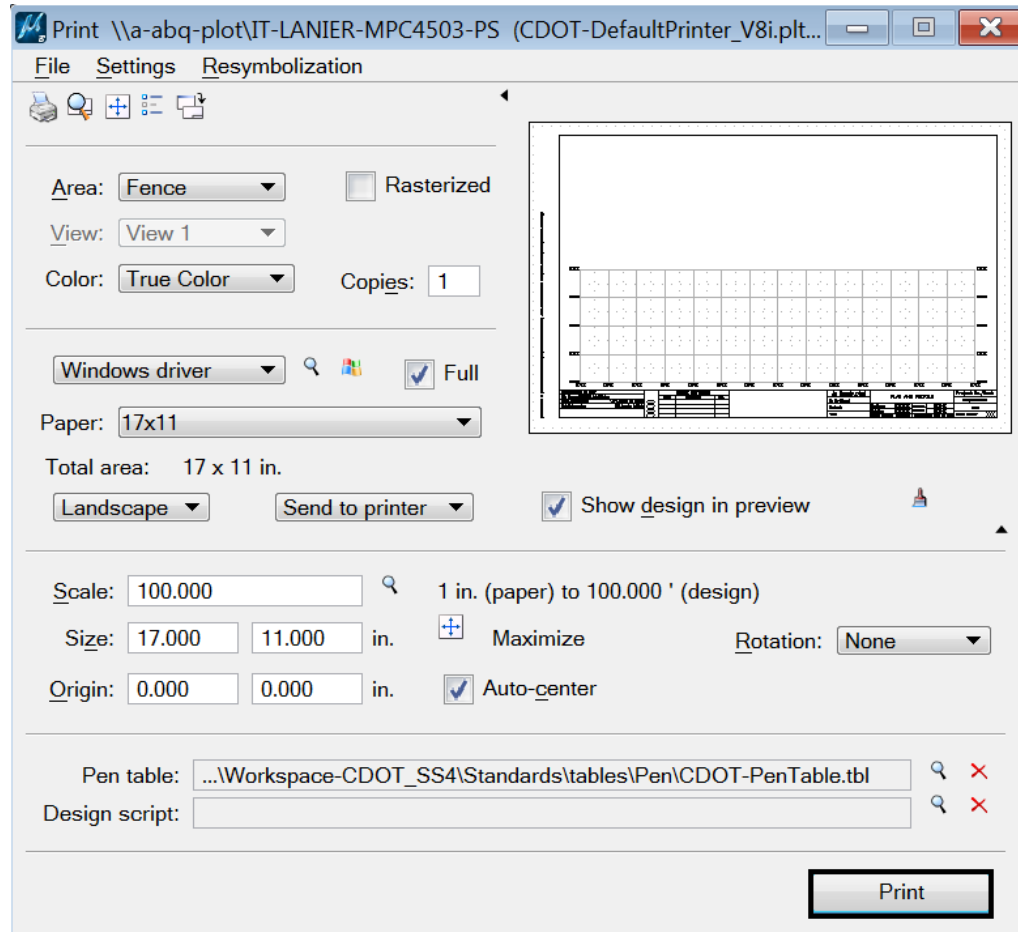 Print \\a-abq-plot\IT-LANIER-MPC4503-PS (CDOT-DefaultPrinter_V8i.plt...
File Settings Resymbolization
Area: Fence Rasterized
View: View 1
Color: True Color Copies: 1
Windows driver Full
Paper: 17x11
Total area: 17 x 11 in.
Landscape Send to printer Show design in preview
Scale: 100.000 1 in. (paper) to 100.000 ' (design)
Size: 17.000 11.000 in. Maximize Rotation: None
Origin: 0.000 0.000 in. Auto-center
Pen table: ...\Workspace-CDOT_SS4\Standards\tables\Pen\CDOT-PenTable.tbl
Design script:
Print